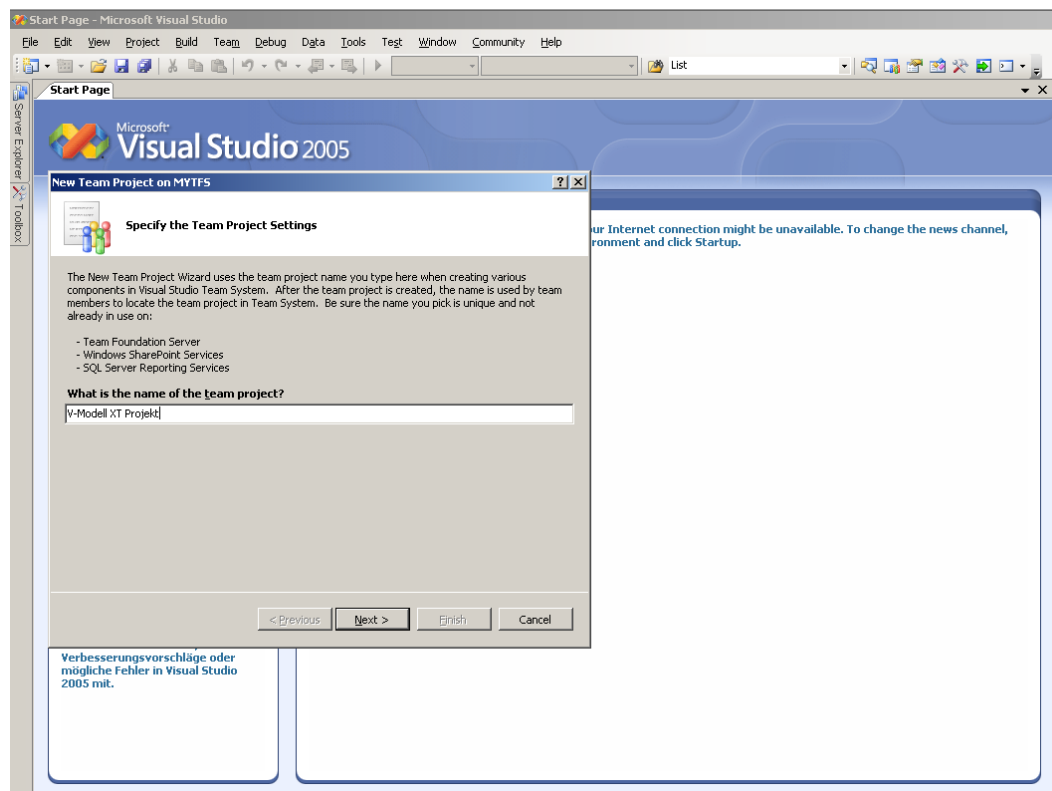 Start Page - Microsoft Visual Studio
File Edit View Project Build Team Debug Data Tools Test Window Community Help
List
Server Explorer
Toolbox
Start Page
Microsoft
Visual Studio 2005
New Team Project on MYTFS
Specify the Team Project Settings
ur Internet connection might be unavailable. To change the news channel,
ronment and click Startup.
The New Team Project Wizard uses the team project name you type here when creating various
components in Visual Studio Team System. After the team project is created, the name is used by team
members to locate the team project in Team System. Be sure the name you pick is unique and not
already in use on:
- Team Foundation Server
- Windows SharePoint Services
- SQL Server Reporting Services
What is the name of the team project?
V-Modell XT Projekt
< Previous Next > Finish Cancel
Verbesserungsvorschläge oder
mögliche Fehler in Visual Studio
2005 mit.